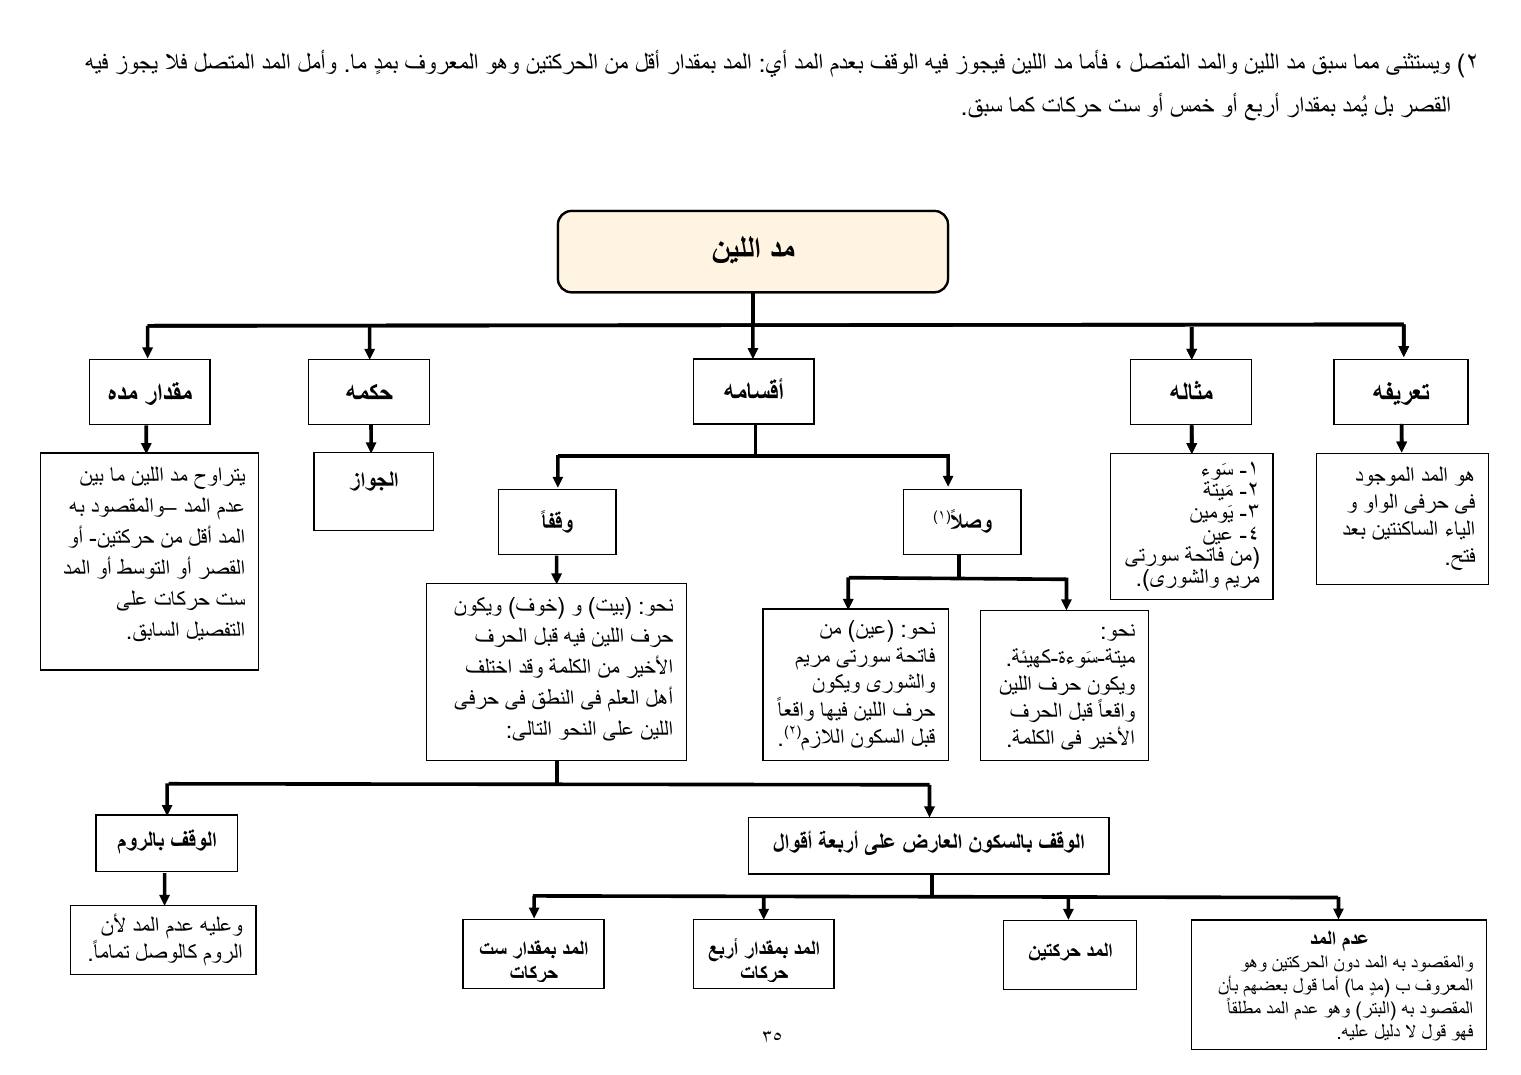 ٢) ويستثنى مما سبق مد اللين والمد المتصل ، فأما مد اللين فيجوز فيه الوقف بعدم المد أي: المد بمقدار أقل من الحركتين وهو المعروف بمدٍ ما. وأمل المد المتصل فلا يجوز فيه
القصر بل يُمد بمقدار أربع أو خمس أو ست حركات كما سبق.
مد اللين
تعريفه
مثاله
أقسامه
حكمه
مقدار مده
هو المد الموجود
فى حرفى الواو و
الياء الساكنتين بعد
فتح.
١- سَوء
٢- مَيتة
٣- يَومين
٤- عين
(من فاتحة سورتى
مريم والشورى).
الجواز
يتراوح مد اللين ما بين
عدم المد –والمقصود به
المد أقل من حركتين- أو
القصر أو التوسط أو المد
ست حركات على
التفصيل السابق.
وصلاً(١)
وقفاً
نحو:
ميتة-سَوءة-كهيئة.
ويكون حرف اللين
واقعاً قبل الحرف
الأخير فى الكلمة.
نحو: (عين) من
فاتحة سورتى مريم
والشورى ويكون
حرف اللين فيها واقعاً
قبل السكون اللازم(٢).
نحو: (بيت) و (خوف) ويكون
حرف اللين فيه قبل الحرف
الأخير من الكلمة وقد اختلف
أهل العلم فى النطق فى حرفى
اللين على النحو التالى:
الوقف بالسكون العارض على أربعة أقوال
الوقف بالروم
عدم المد
والمقصود به المد دون الحركتين وهو
المعروف ب (مدٍ ما) أما قول بعضهم بأن
المقصود به (البتر) وهو عدم المد مطلقاً
فهو قول لا دليل عليه.
المد حركتين
المد بمقدار أربع
حركات
المد بمقدار ست
حركات
وعليه عدم المد لأن
الروم كالوصل تماماً.
٣٥